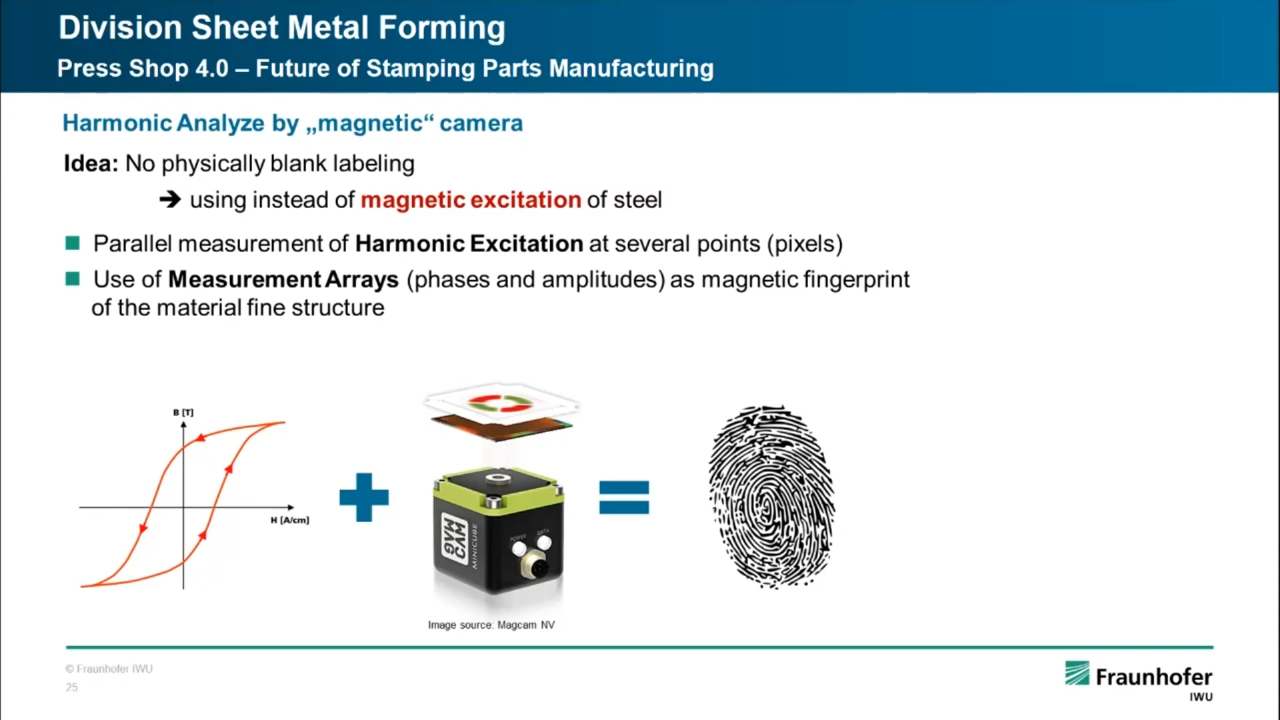 Division Sheet Metal Forming
Press Shop 4.0 – Future of Stamping Parts Manufacturing
Harmonic Analyze by „magnetic“ camera
Idea: No physically blank labeling
➔ using instead of magnetic excitation of steel
■ Parallel measurement of Harmonic Excitation at several points (pixels)
■ Use of Measurement Arrays (phases and amplitudes) as magnetic fingerprint
of the material fine structure
B [T]
H [A/cm]
MAG
CAM
MINICUBE
POWER
DATA
Image source: Magcam NV
© Fraunhofer IWU
25
Fraunhofer
IWU